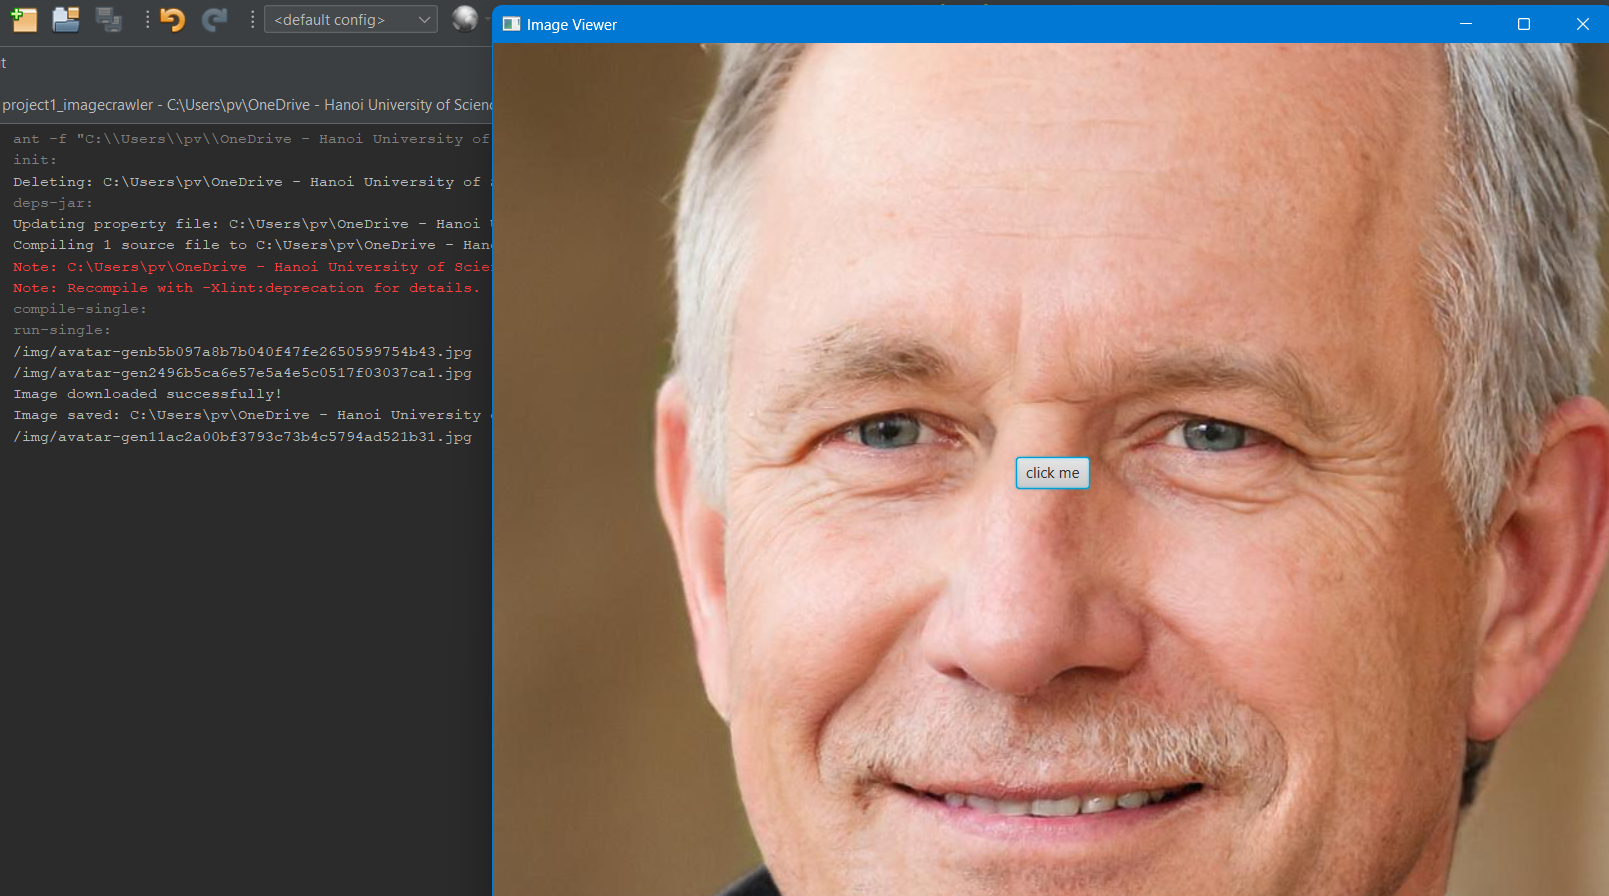 <default config>
Image Viewer
t
project1_imagecrawler - C:\Users\pv\OneDrive - Hanoi University of Scienc
ant -f "C:\\Users\\pv\\OneDrive - Hanoi University of
init:
Deleting: C:\Users\pv\OneDrive - Hanoi University of
deps-jar:
Updating property file: C:\Users\pv\OneDrive - Hanoi
Compiling 1 source file to C:\Users\pv\OneDrive - Han
Note: C:\Users\pv\OneDrive - Hanoi University of Scie
Note: Recompile with -Xlint:deprecation for details.
compile-single:
run-single:
/img/avatar-genb5b097a8b7b040f47fe2650599754b43.jpg
/img/avatar-gen2496b5ca6e57e5a4e5c0517f03037ca1.jpg
Image downloaded successfully!
Image saved: C:\Users\pv\OneDrive - Hanoi University
/img/avatar-gen11ac2a00bf3793c73b4c5794ad521b31.jpg
click me